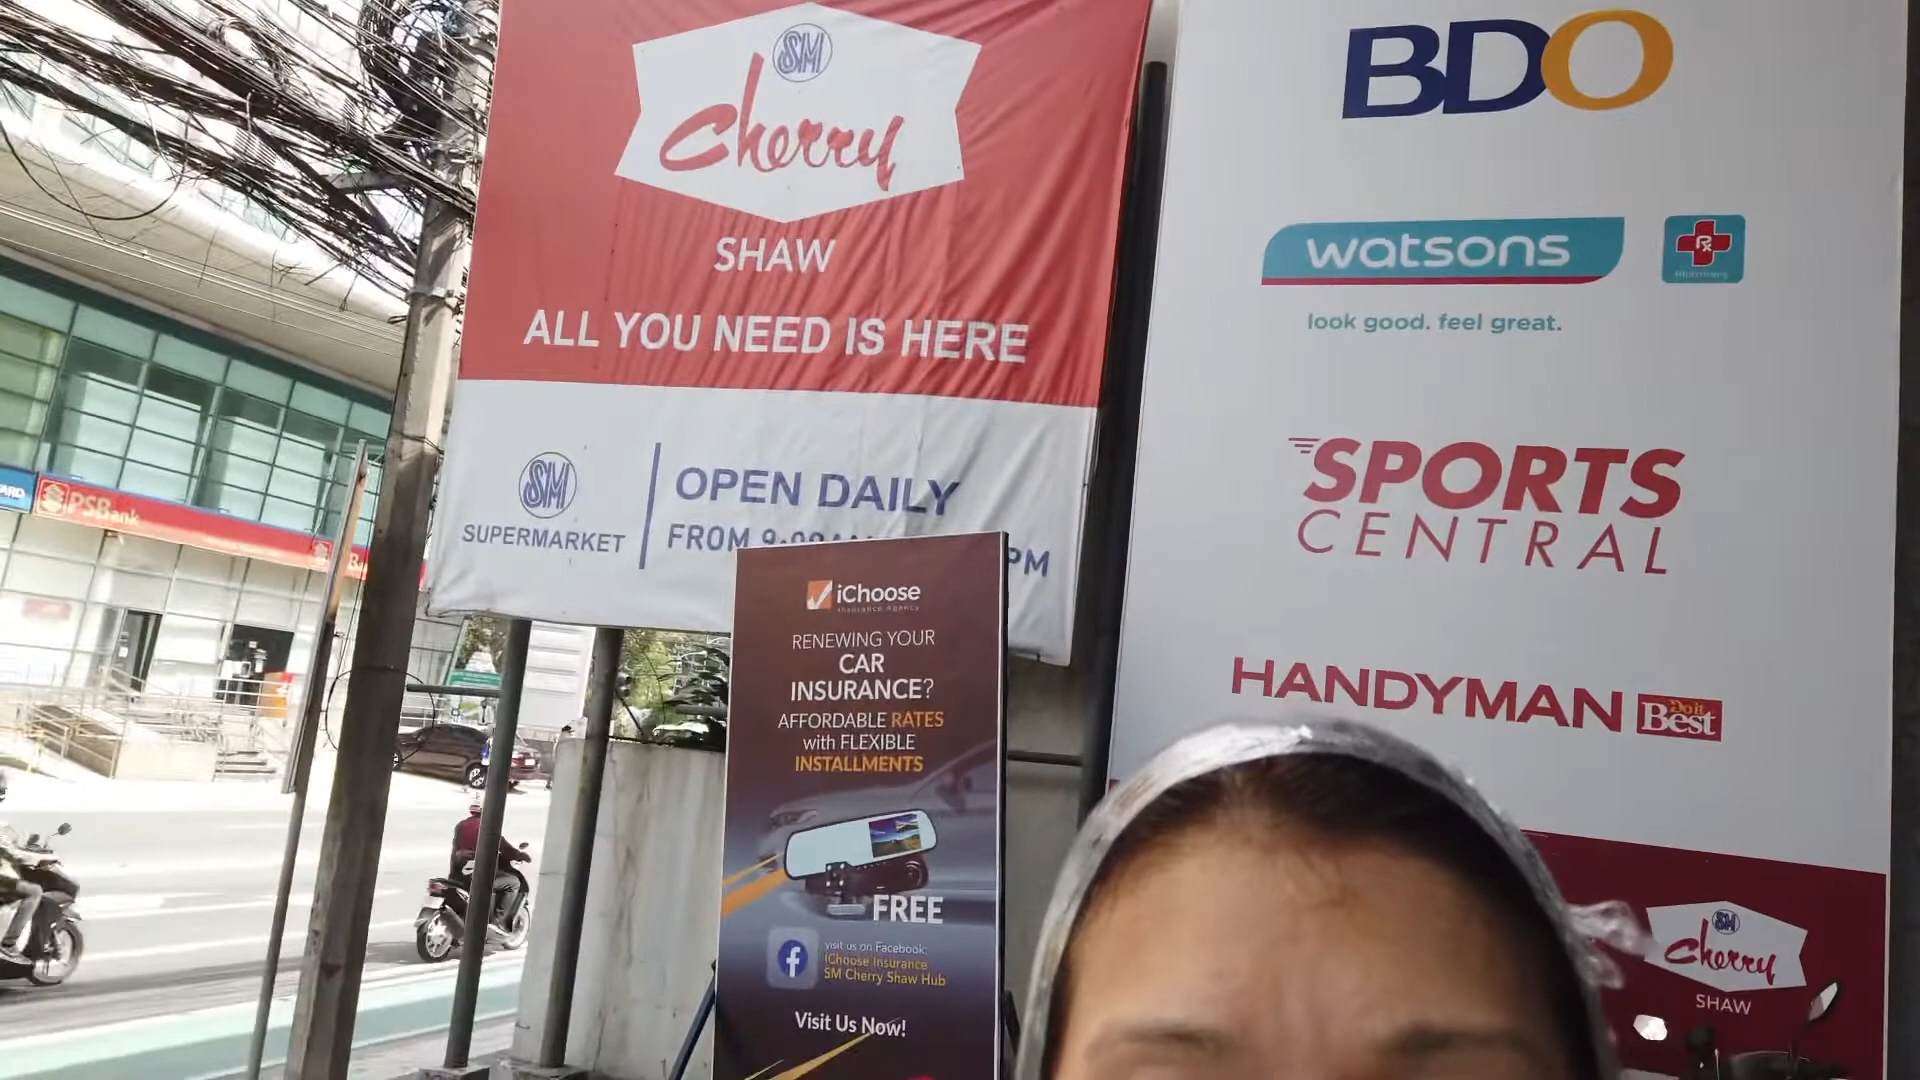 SM
Cherry
SHAW
ALL YOU NEED IS HERE
SM
SUPERMARKET
OPEN DAILY
FROM
PM
PSBank
iChoose
Insurance Agency
RENEWING YOUR
CAR
INSURANCE?
AFFORDABLE RATES
with FLEXIBLE
INSTALLMENTS
FREE
visit us on Facebook:
iChoose Insurance
SM Cherry Shaw Hub
Visit Us Now!
BDO
watsons
Rx
Pharmacy
look good. feel great.
SPORTS
CENTRAL
HANDYMAN
Do it
Best
SM
Cherry
SHAW